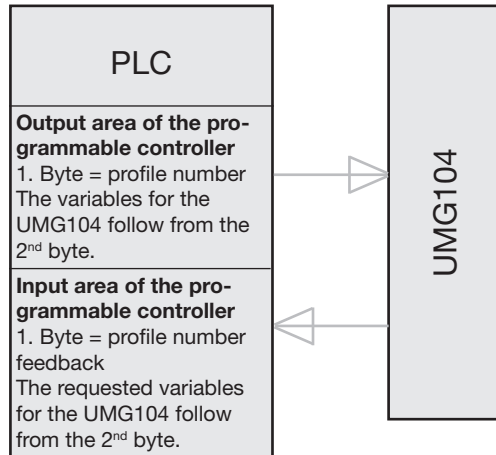 PLC
Output area of the pro-
grammable controller
1. Byte = profile number
The variables for the
UMG104 follow from the
2nd byte.
Input area of the pro-
grammable controller
1. Byte = profile number
feedback
The requested variables
for the UMG104 follow
from the 2nd byte.
UMG104